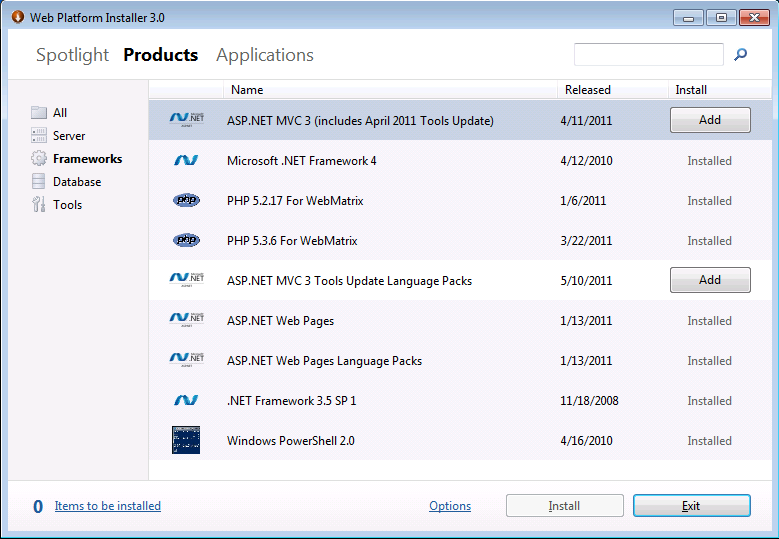 Web Platform Installer 3.0
Spotlight Products Applications
Name Released Install
All
Server
Frameworks
Database
Tools
.NET ASP.NET MVC 3 (includes April 2011 Tools Update) 4/11/2011 Add
Microsoft .NET Framework 4 4/12/2010 Installed
php PHP 5.2.17 For WebMatrix 1/6/2011 Installed
php PHP 5.3.6 For WebMatrix 3/22/2011 Installed
.NET ASP.NET MVC 3 Tools Update Language Packs 5/10/2011 Add
.NET ASP.NET Web Pages 1/13/2011 Installed
.NET ASP.NET Web Pages Language Packs 1/13/2011 Installed
.NET Framework 3.5 SP 1 11/18/2008 Installed
Windows PowerShell 2.0 4/16/2010 Installed
0 Items to be installed Options Install Exit